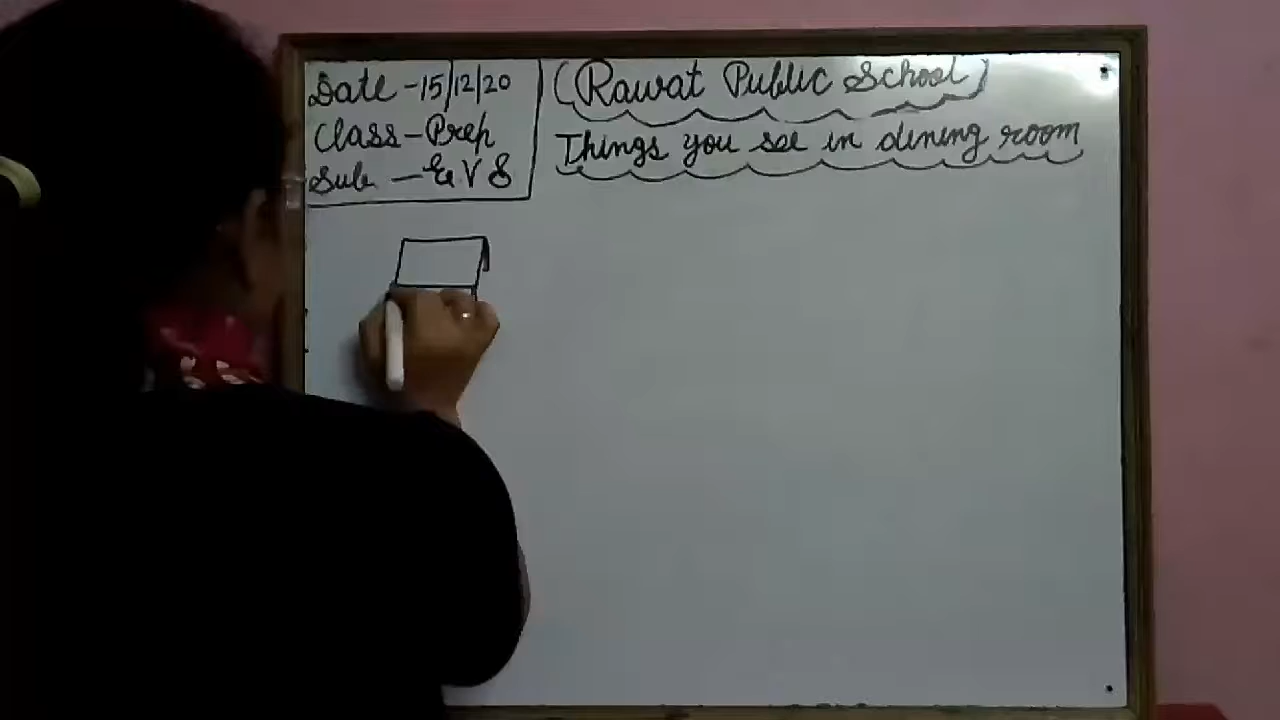 Date -15/12/20
Class-Prep
Sub - EVS
(Rawat Public School)
Things you see in dining room